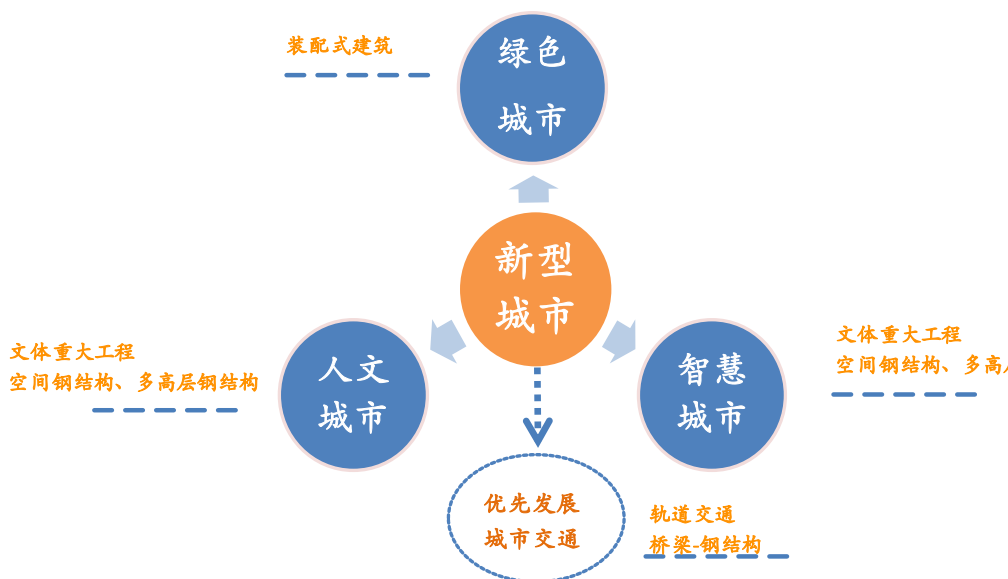 装配式建筑
绿色
城市
新型
城市
文体重大工程
空间钢结构、多高层钢结构
人文
城市
智慧
城市
文体重大工程
空间钢结构、多高
优先发展
城市交通
轨道交通
桥梁-钢结构